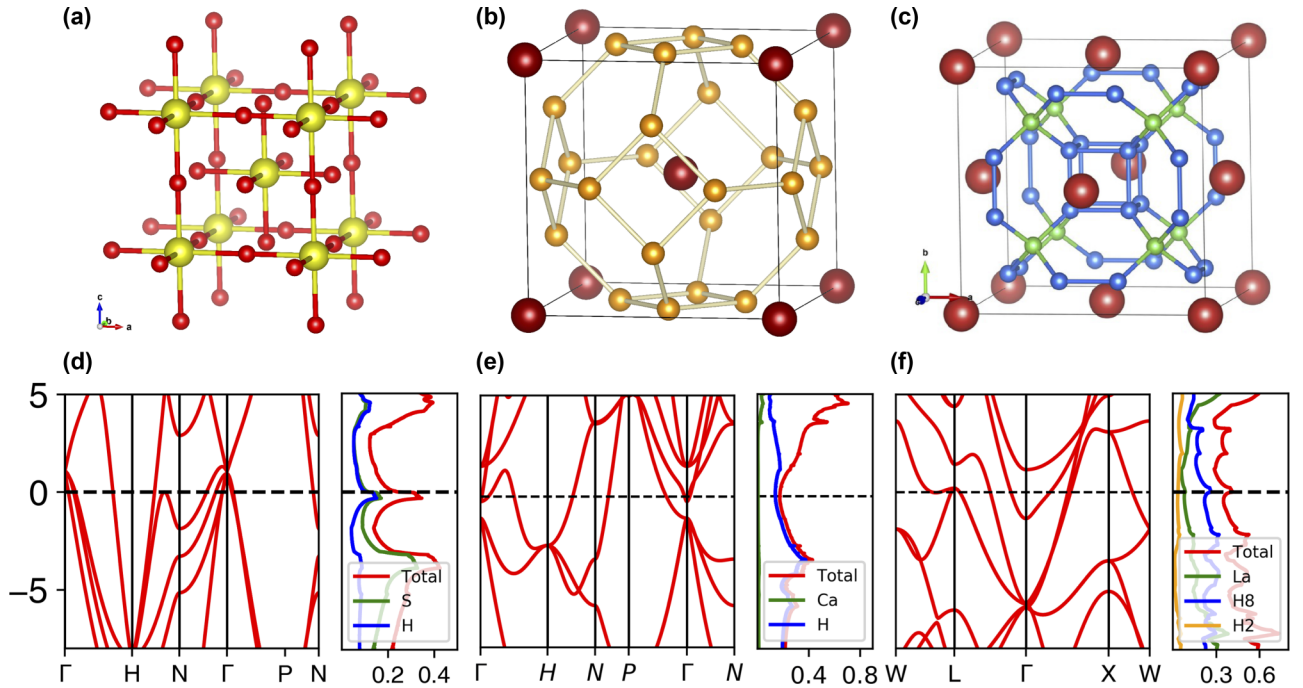 (a)
(b)
(c)
c
b
a
b
a
(d)
(e)
(f)
5
0
−5
Total
S
H
Total
Ca
H
Total
La
H8
H2
Γ H N Γ P N
0.2 0.4
Γ H N P Γ N
0.4 0.8
W L Γ X W
0.3 0.6